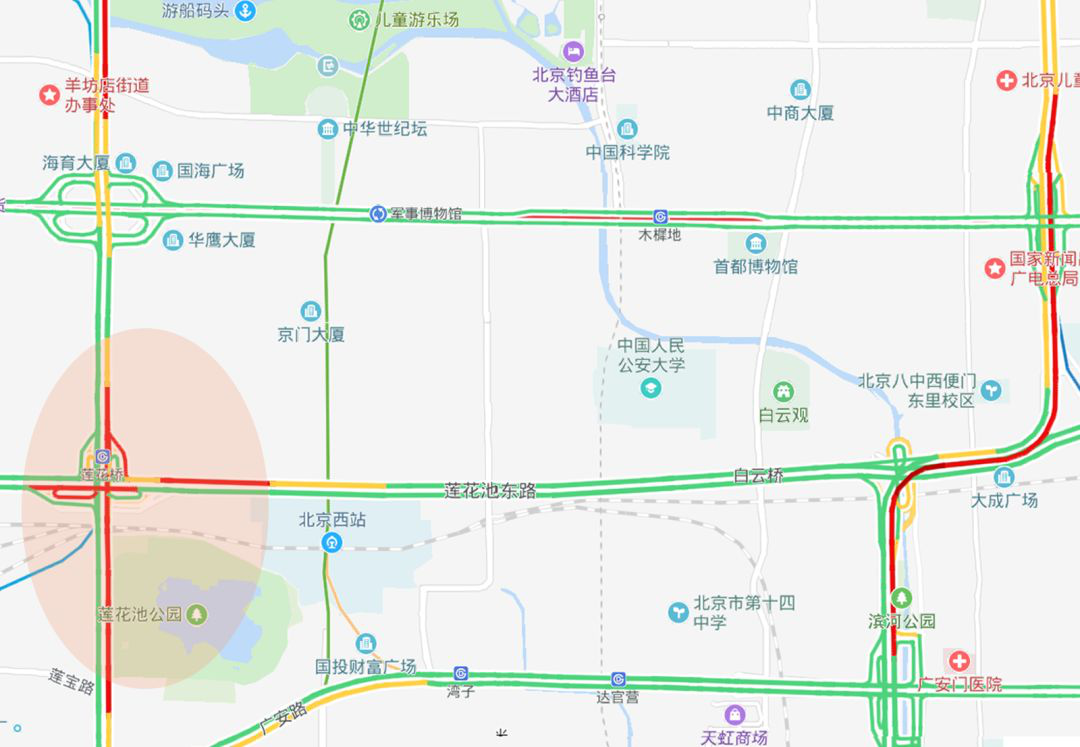 游船码头
儿童游乐场
羊坊店街道
办事处
北京钓鱼台
大酒店
中商大厦
北京儿童
中华世纪坛
中国科学院
海育大厦
国海广场
军事博物馆
木樨地
华鹰大厦
首都博物馆
国家新闻出
广电总局
京门大厦
中国人民
公安大学
北京八中西便门
东里校区
白云观
莲花桥
白云桥
莲花池东路
大成广场
北京西站
莲花池公园
北京市第十四
中学
滨河公园
国投财富广场
莲宝路
湾子
达官营
广安门医院
广安路
天虹商场